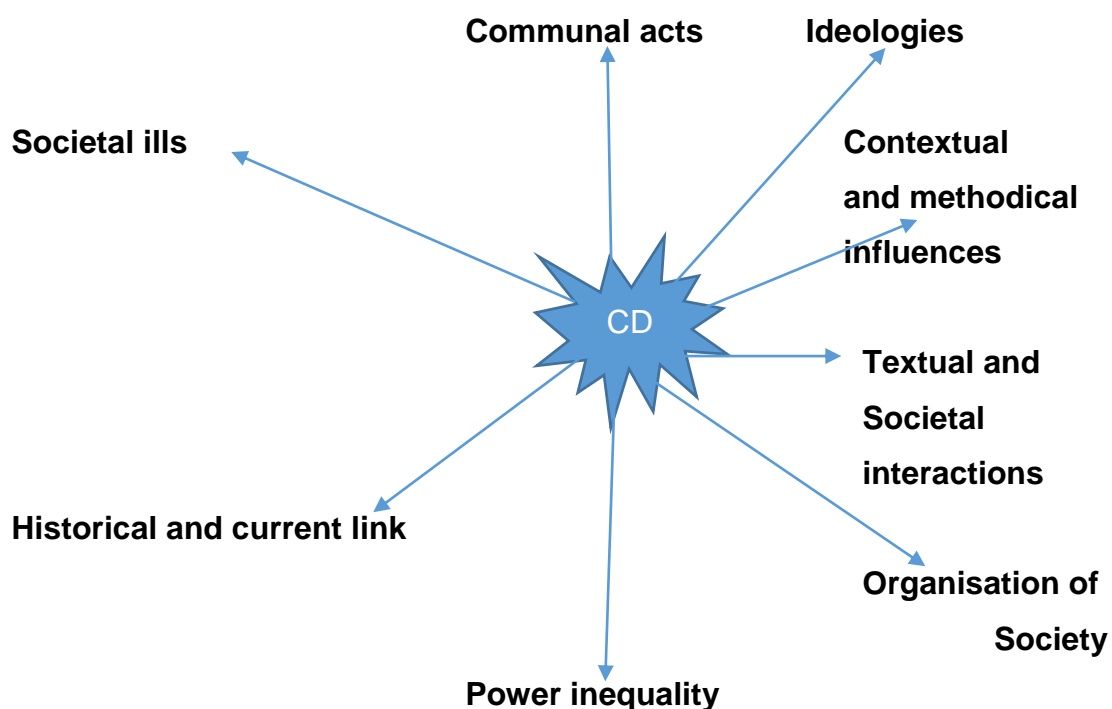 Communal acts
Ideologies
Societal ills
Contextual
and methodical
influences
CD
Textual and
Societal
interactions
Historical and current link
Organisation of
Society
Power inequality